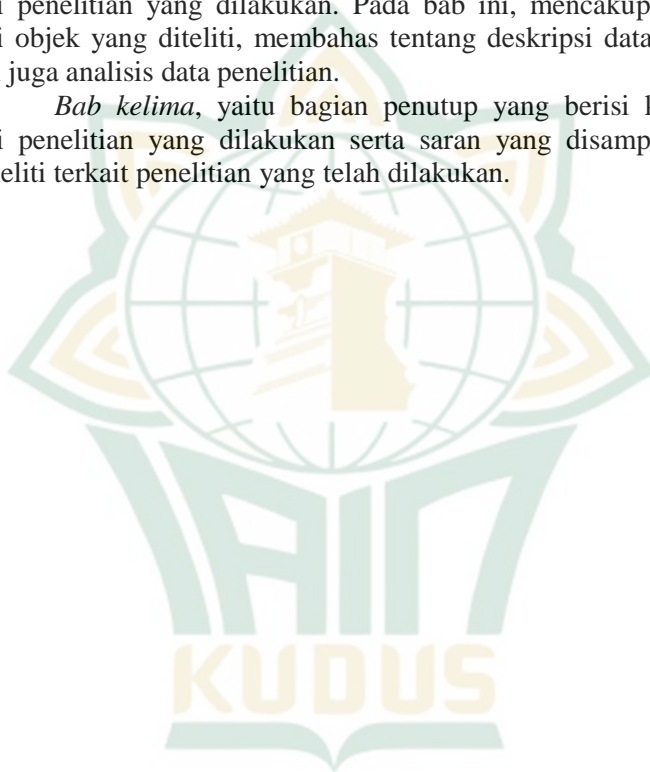 i penelitian yang dilakukan. Pada bab ini, mencakup
i objek yang diteliti, membahas tentang deskripsi data
juga analisis data penelitian.
Bab kelima, yaitu bagian penutup yang berisi k
i penelitian yang dilakukan serta saran yang disamp
eliti terkait penelitian yang telah dilakukan.
IAIN
KUDUS